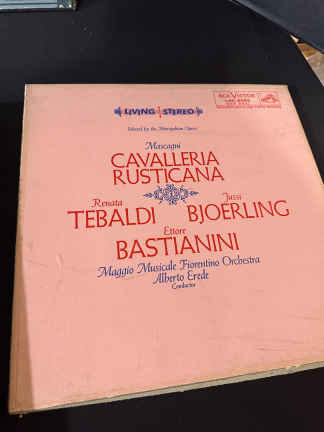 LIVING STEREO
RCA VICTOR
Mascagni
CAVALLERIA
RUSTICANA
Renata
TEBALDI
Jussi
BJOERLING
Ettore
BASTIANINI
Maggio Musicale Fiorentino Orchestra
Alberto Erede
Conductor